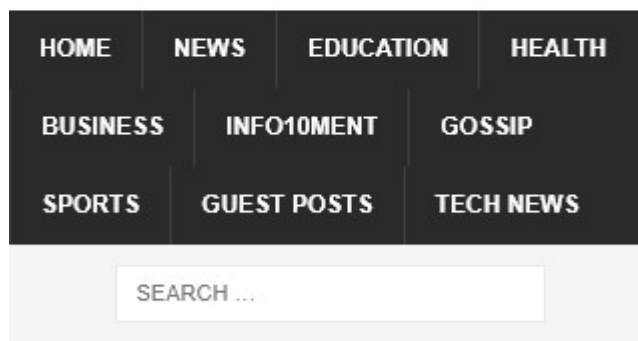 HOME NEWS EDUCATION HEALTH
BUSINESS INFO10MENT GOSSIP
SPORTS GUEST POSTS TECH NEWS
SEARCH ...